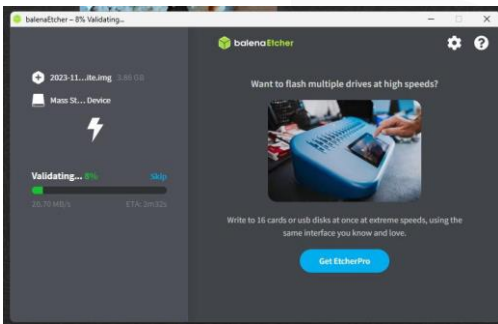 balenaEtcher – 8% Validating...
balenaEtcher
2023-11...ite.img
Mass St... Device
Validating... 8% Skip
ETA: 2m32s
Want to flash multiple drives at high speeds?
Write to 16 cards or usb disks at once at extreme speeds, using the
same interface you know and love.
Get EtcherPro